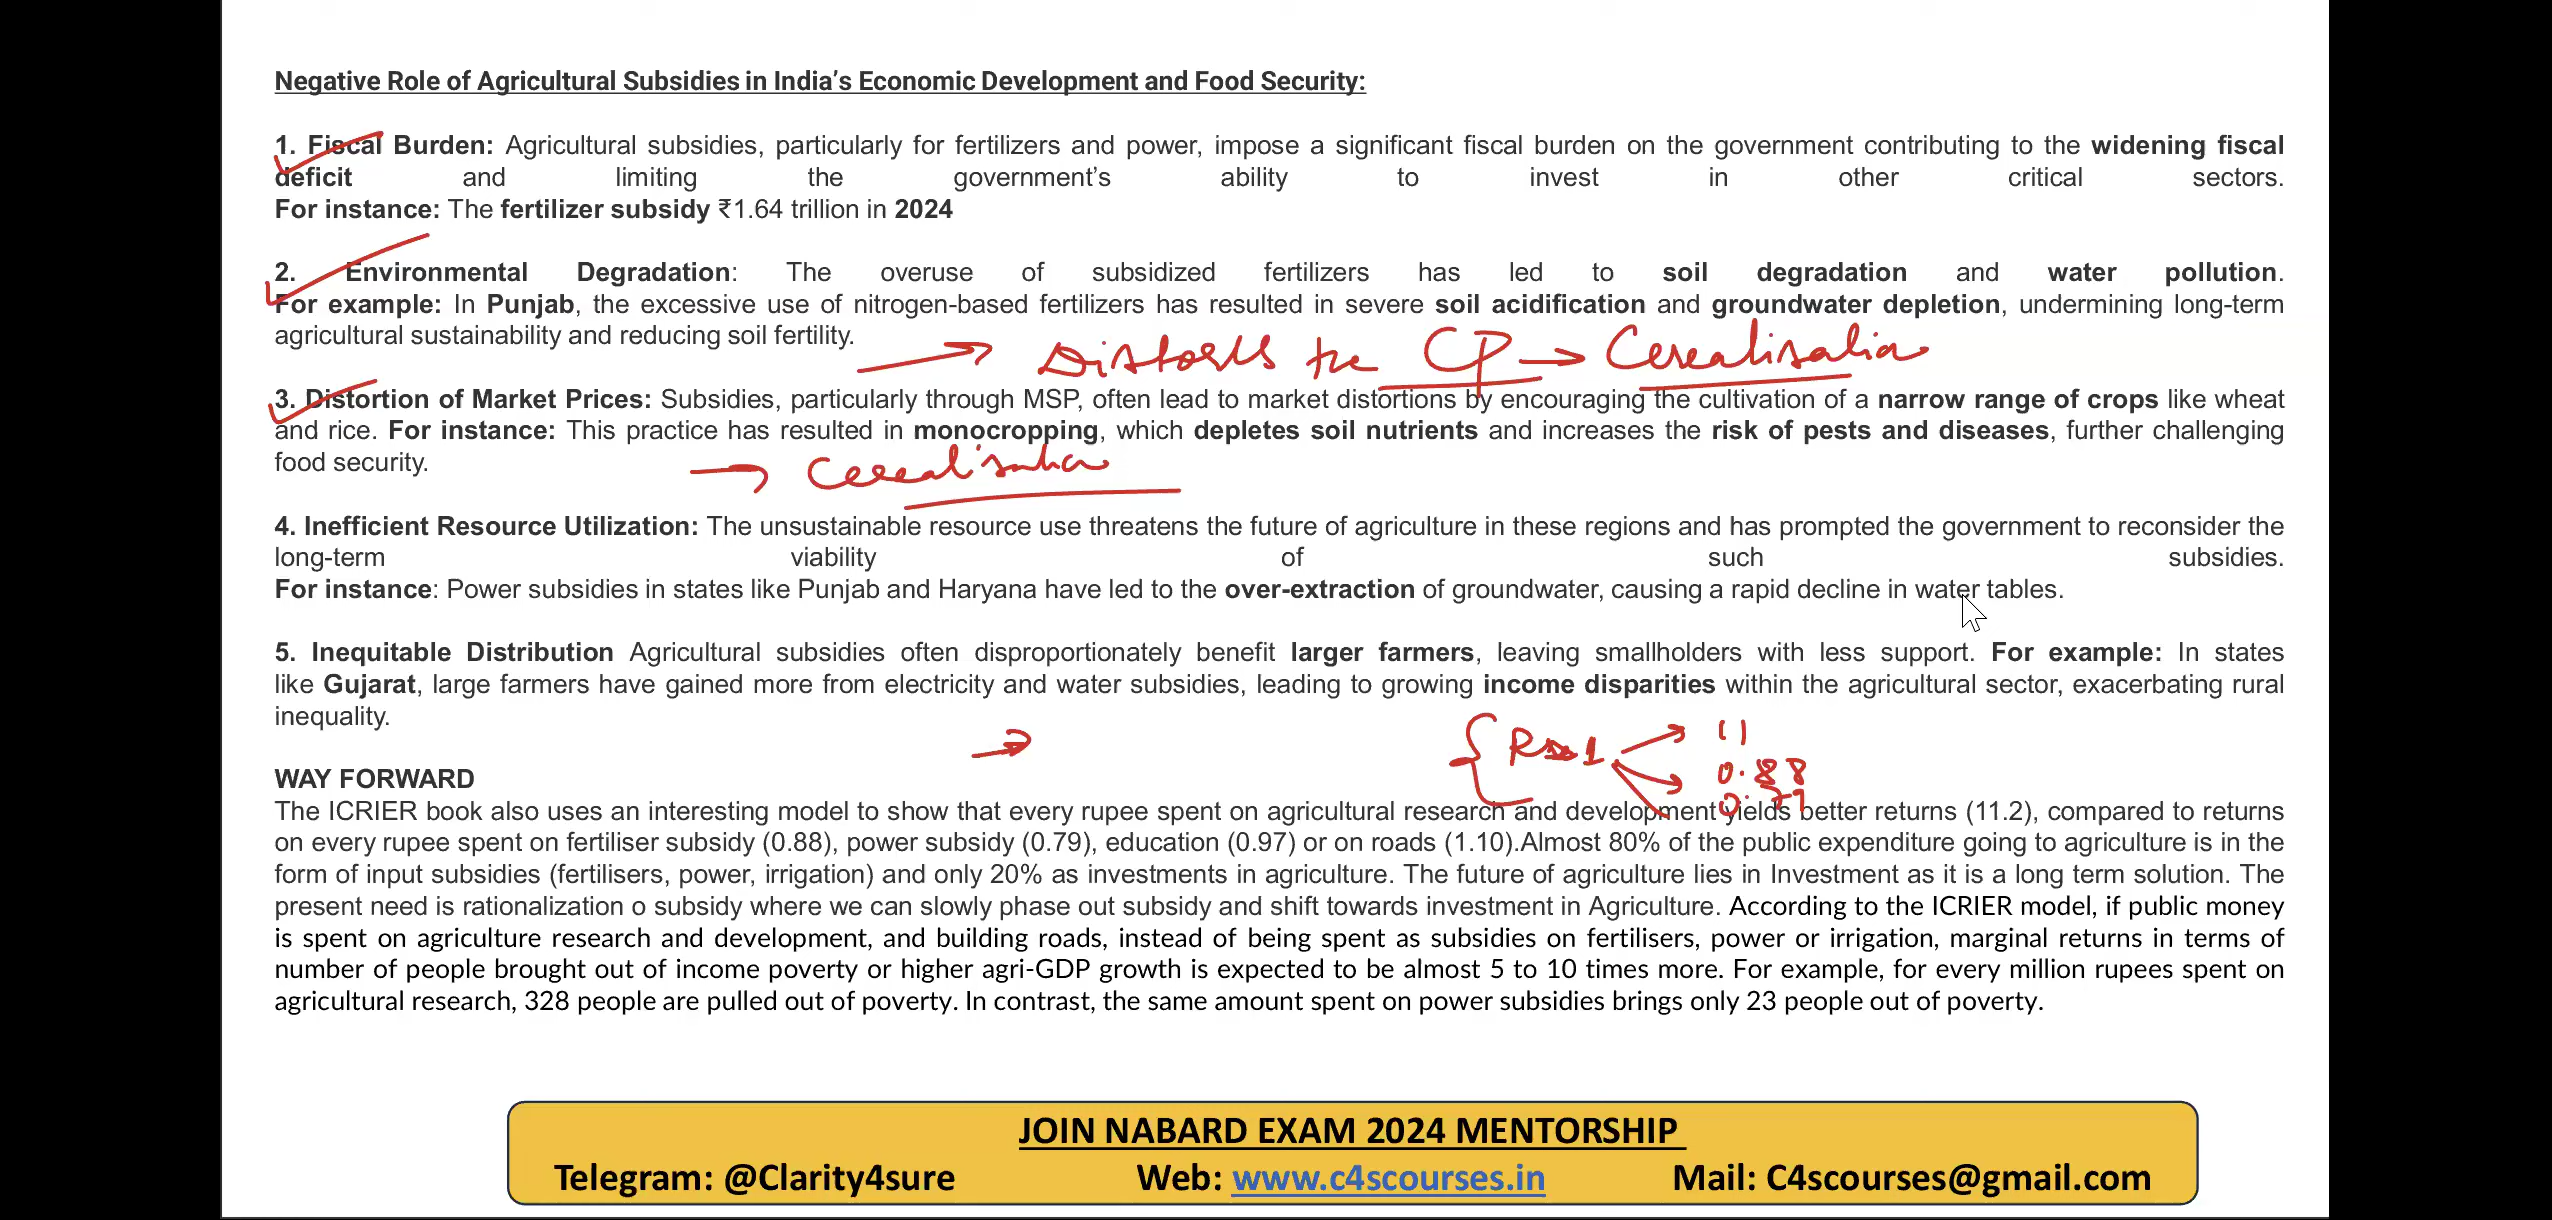 Negative Role of Agricultural Subsidies in India's Economic Development and Food Security:
1. Fiscal Burden: Agricultural subsidies, particularly for fertilizers and power, impose a significant fiscal burden on the government contributing to the widening fiscal
deficit and limiting the government's ability to invest in other critical sectors.
For instance: The fertilizer subsidy ₹1.64 trillion in 2024
2. Environmental Degradation: The overuse of subsidized fertilizers has led to soil degradation and water pollution.
For example: In Punjab, the excessive use of nitrogen-based fertilizers has resulted in severe soil acidification and groundwater depletion, undermining long-term
agricultural sustainability and reducing soil fertility.
→ Distorts the CP → Cerealisation
3. Distortion of Market Prices: Subsidies, particularly through MSP, often lead to market distortions by encouraging the cultivation of a narrow range of crops like wheat
and rice. For instance: This practice has resulted in monocropping, which depletes soil nutrients and increases the risk of pests and diseases, further challenging
food security.
→ Cerealisation
4. Inefficient Resource Utilization: The unsustainable resource use threatens the future of agriculture in these regions and has prompted the government to reconsider the
long-term viability of such subsidies.
For instance: Power subsidies in states like Punjab and Haryana have led to the over-extraction of groundwater, causing a rapid decline in water tables.
5. Inequitable Distribution Agricultural subsidies often disproportionately benefit larger farmers, leaving smallholders with less support. For example: In states
like Gujarat, large farmers have gained more from electricity and water subsidies, leading to growing income disparities within the agricultural sector, exacerbating rural
inequality.
→ { Rs 1 → 11
→ 0.88
0.79
WAY FORWARD
The ICRIER book also uses an interesting model to show that every rupee spent on agricultural research and development yields better returns (11.2), compared to returns
on every rupee spent on fertiliser subsidy (0.88), power subsidy (0.79), education (0.97) or on roads (1.10).Almost 80% of the public expenditure going to agriculture is in the
form of input subsidies (fertilisers, power, irrigation) and only 20% as investments in agriculture. The future of agriculture lies in Investment as it is a long term solution. The
present need is rationalization o subsidy where we can slowly phase out subsidy and shift towards investment in Agriculture. According to the ICRIER model, if public money
is spent on agriculture research and development, and building roads, instead of being spent as subsidies on fertilisers, power or irrigation, marginal returns in terms of
number of people brought out of income poverty or higher agri-GDP growth is expected to be almost 5 to 10 times more. For example, for every million rupees spent on
agricultural research, 328 people are pulled out of poverty. In contrast, the same amount spent on power subsidies brings only 23 people out of poverty.
JOIN NABARD EXAM 2024 MENTORSHIP
Telegram: @Clarity4sure Web: www.c4scourses.in Mail: C4scourses@gmail.com